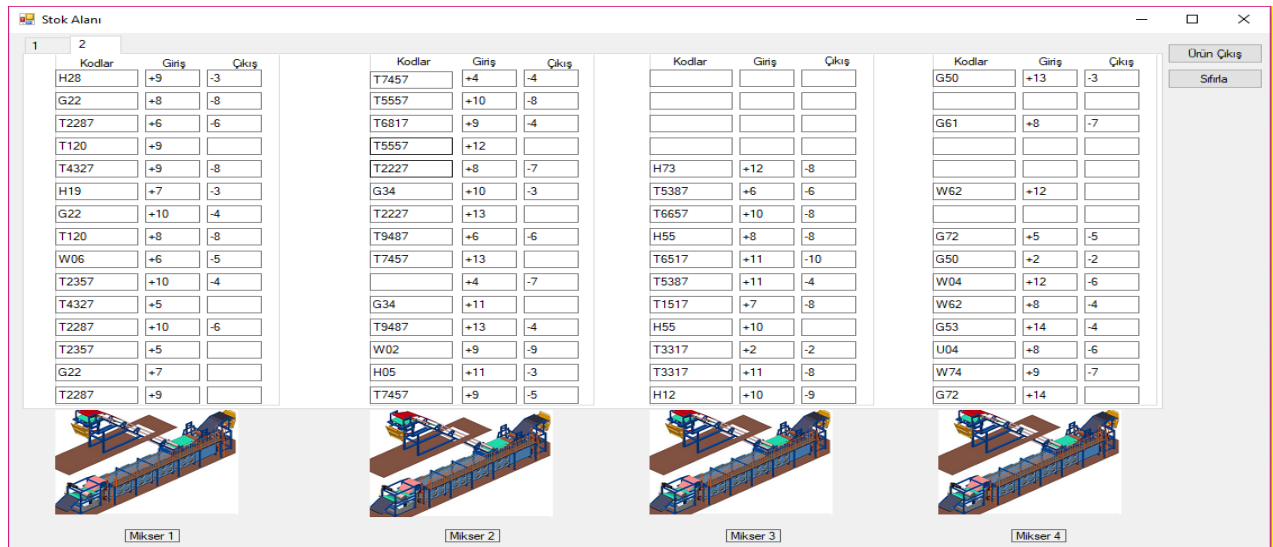 Stok Alanı
1 2
Ürün Çıkış
Sıfırla
Kodlar Giriş Çıkış
H28 +9 -3
G22 +8 -8
T2287 +6 -6
T120 +9
T4327 +9 -8
H19 +7 -3
G22 +10 -4
T120 +8 -8
W06 +6 -5
T2357 +10 -4
T4327 +5
T2287 +10 -6
T2357 +5
G22 +7
T2287 +9
Mikser 1
Kodlar Giriş Çıkış
T7457 +4 -4
T5557 +10 -8
T6817 +9 -4
T5557 +12
T2227 +8 -7
G34 +10 -3
T2227 +13
T9487 +6 -6
T7457 +13
+4 -7
G34 +11
T9487 +13 -4
W02 +9 -9
H05 +11 -3
T7457 +9 -5
Mikser 2
Kodlar Giriş Çıkış
H73 +12 -8
T5387 +6 -6
T6657 +10 -8
H55 +8 -8
T6517 +11 -10
T5387 +11 -4
T1517 +7 -8
H55 +10
T3317 +2 -2
T3317 +11 -8
H12 +10 -9
Mikser 3
Kodlar Giriş Çıkış
G50 +13 -3
G61 +8 -7
W62 +12
G72 +5 -5
G50 +2 -2
W04 +12 -6
W62 +8 -4
G53 +14 -4
U04 +8 -6
W74 +9 -7
G72 +14
Mikser 4